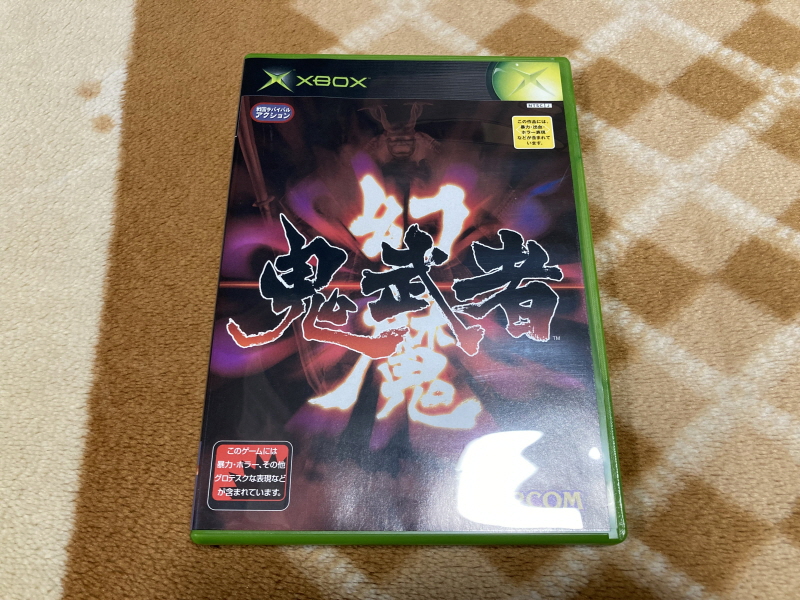 XBOX
NTSC-J
戦国サバイバル
アクション
この作品には、
暴力・出血・
ホラー表現
などが含まれて
います。
幻
鬼武者
TM
魔
このゲームには
暴力・ホラー、その他
グロテスクな表現など
が含まれています。
COM